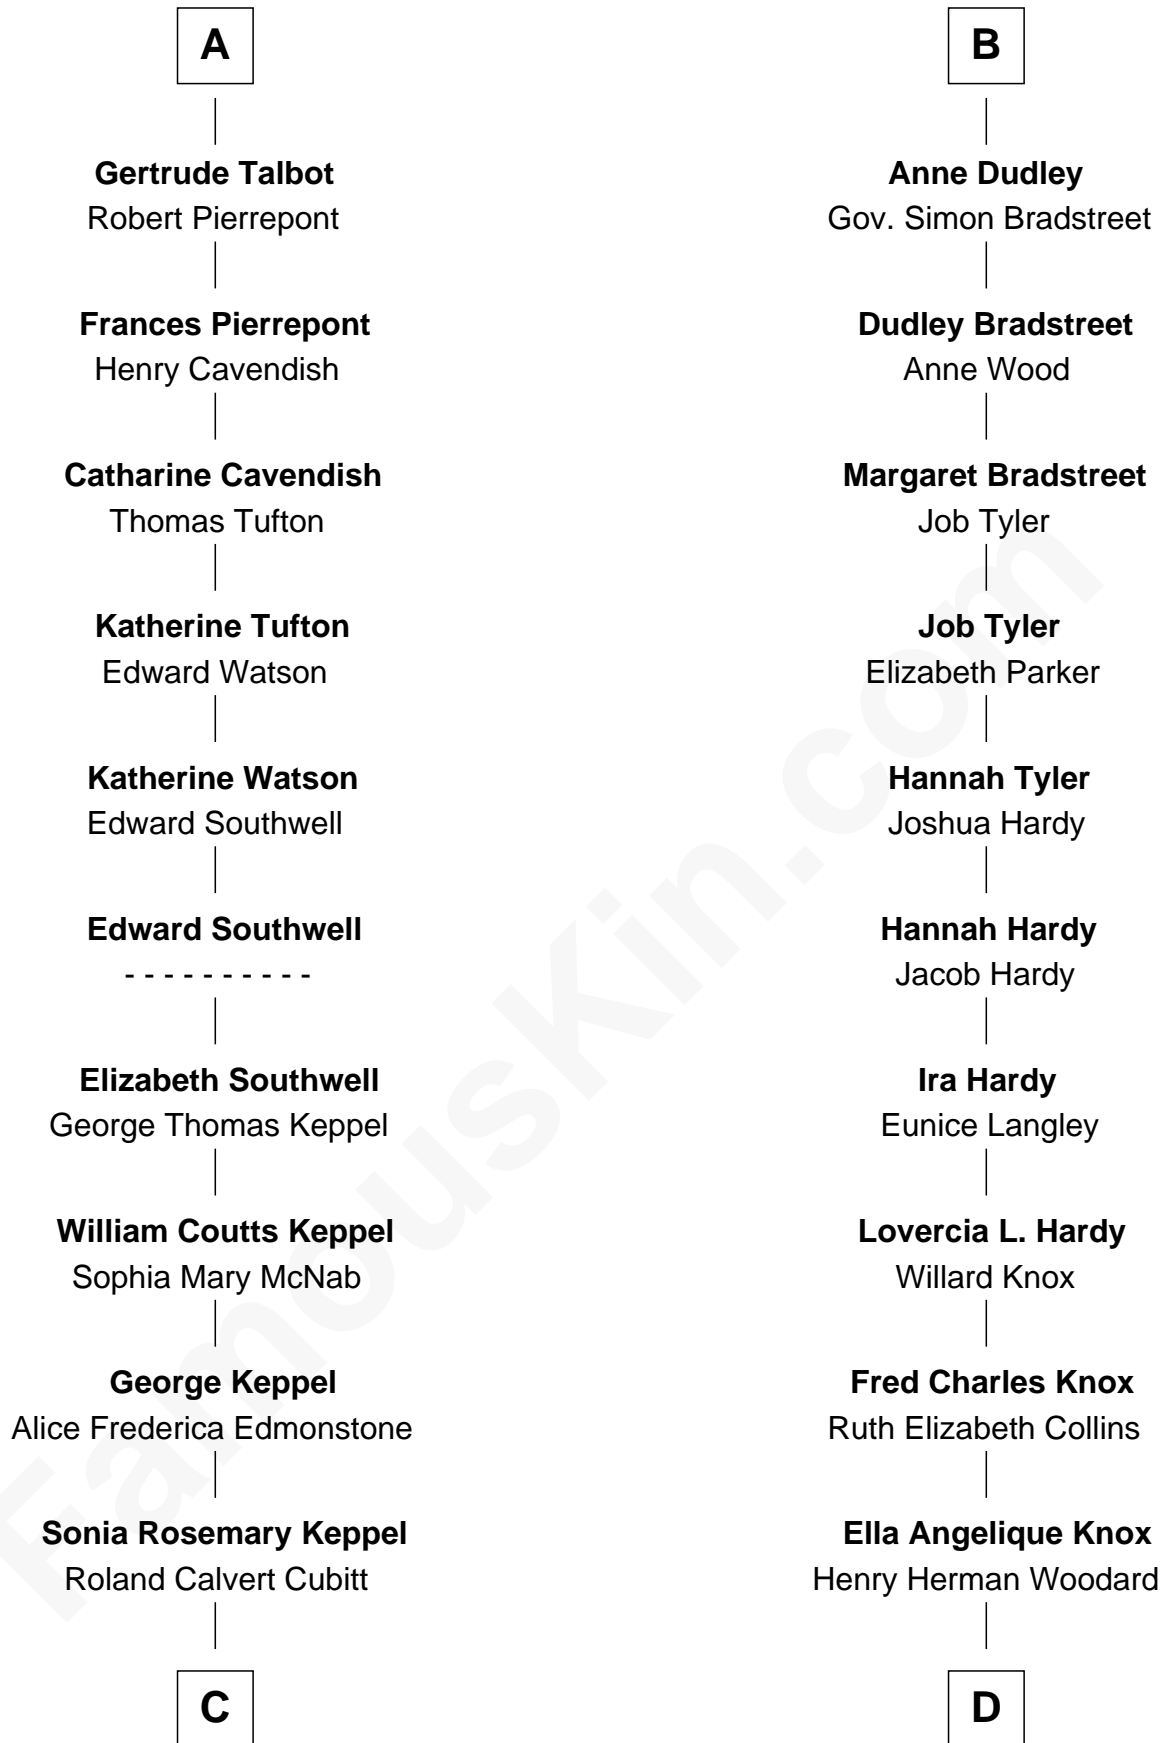 A
Gertrude Talbot
Robert Pierrepont
Frances Pierrepont
Henry Cavendish
Catharine Cavendish
Thomas Tufton
Katherine Tufton
Edward Watson
Katherine Watson
Edward Southwell
Edward Southwell
- - - - - - - - - -
Elizabeth Southwell
George Thomas Keppel
William Coutts Keppel
Sophia Mary McNab
George Keppel
Alice Frederica Edmonstone
Sonia Rosemary Keppel
Roland Calvert Cubitt
C
B
Anne Dudley
Gov. Simon Bradstreet
Dudley Bradstreet
Anne Wood
Margaret Bradstreet
Job Tyler
Job Tyler
Elizabeth Parker
Hannah Tyler
Joshua Hardy
Hannah Hardy
Jacob Hardy
Ira Hardy
Eunice Langley
Lovercia L. Hardy
Willard Knox
Fred Charles Knox
Ruth Elizabeth Collins
Ella Angelique Knox
Henry Herman Woodard
D
FamousKin.com